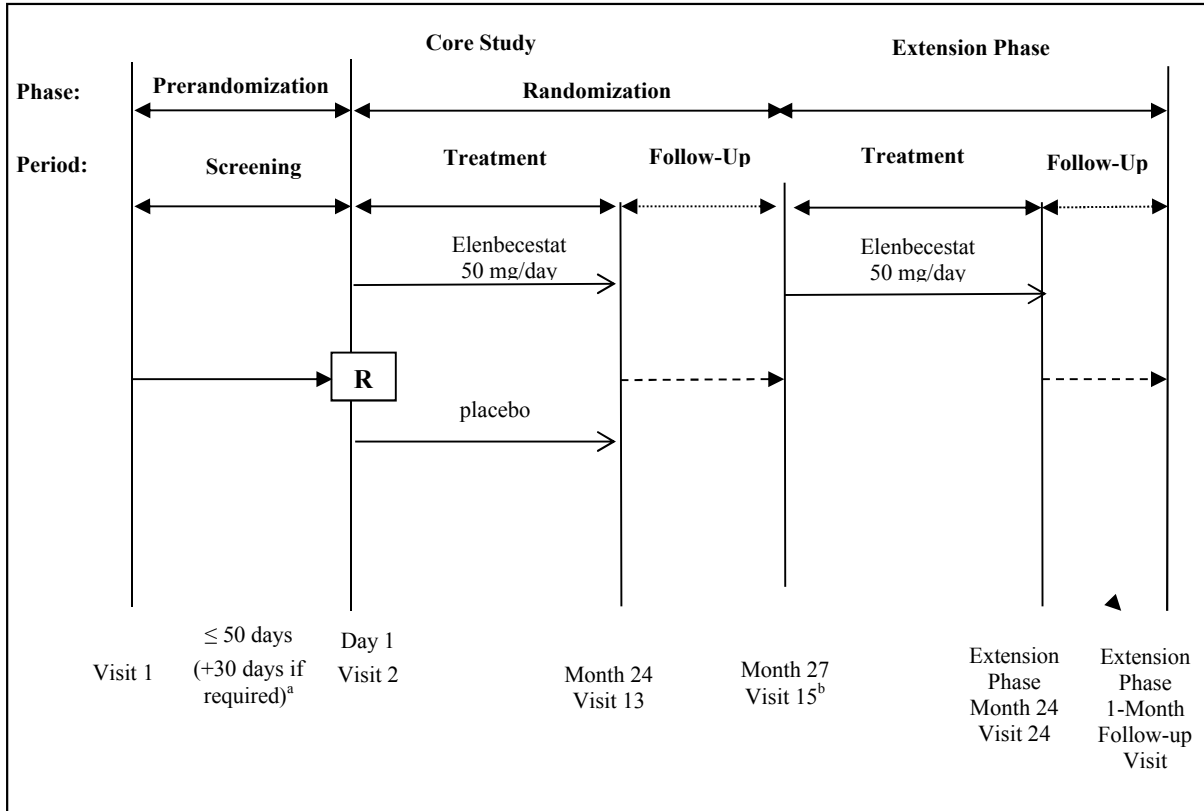 Core Study
Extension Phase
Phase:
Prerandomization
Randomization
Period:
Screening
Treatment
Follow-Up
Treatment
Follow-Up
Elenbecestat
50 mg/day
Elenbecestat
50 mg/day
R
placebo
Visit 1
≤ 50 days
(+30 days if
required)ᵃ
Day 1
Visit 2
Month 24
Visit 13
Month 27
Visit 15ᵇ
Extension
Phase
Month 24
Visit 24
Extension
Phase
1-Month
Follow-up
Visit